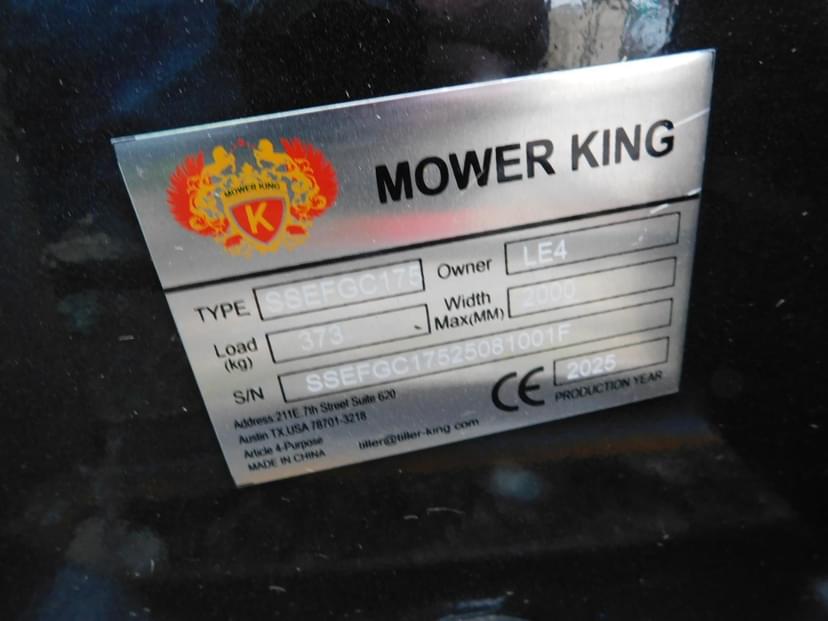 MOWER KING
K
MOWER KING
TYPE SSEFGC175 Owner LE4
Load (kg) 373 Width Max(MM) 2000
S/N SSEFGC17525081001F
Address.211E.7th Street Suite 620
Austin TX.USA 78701-3218
Article 4-Purpose
MADE IN CHINA
tiller@tiller-king.com
CE
2025
PRODUCTION YEAR